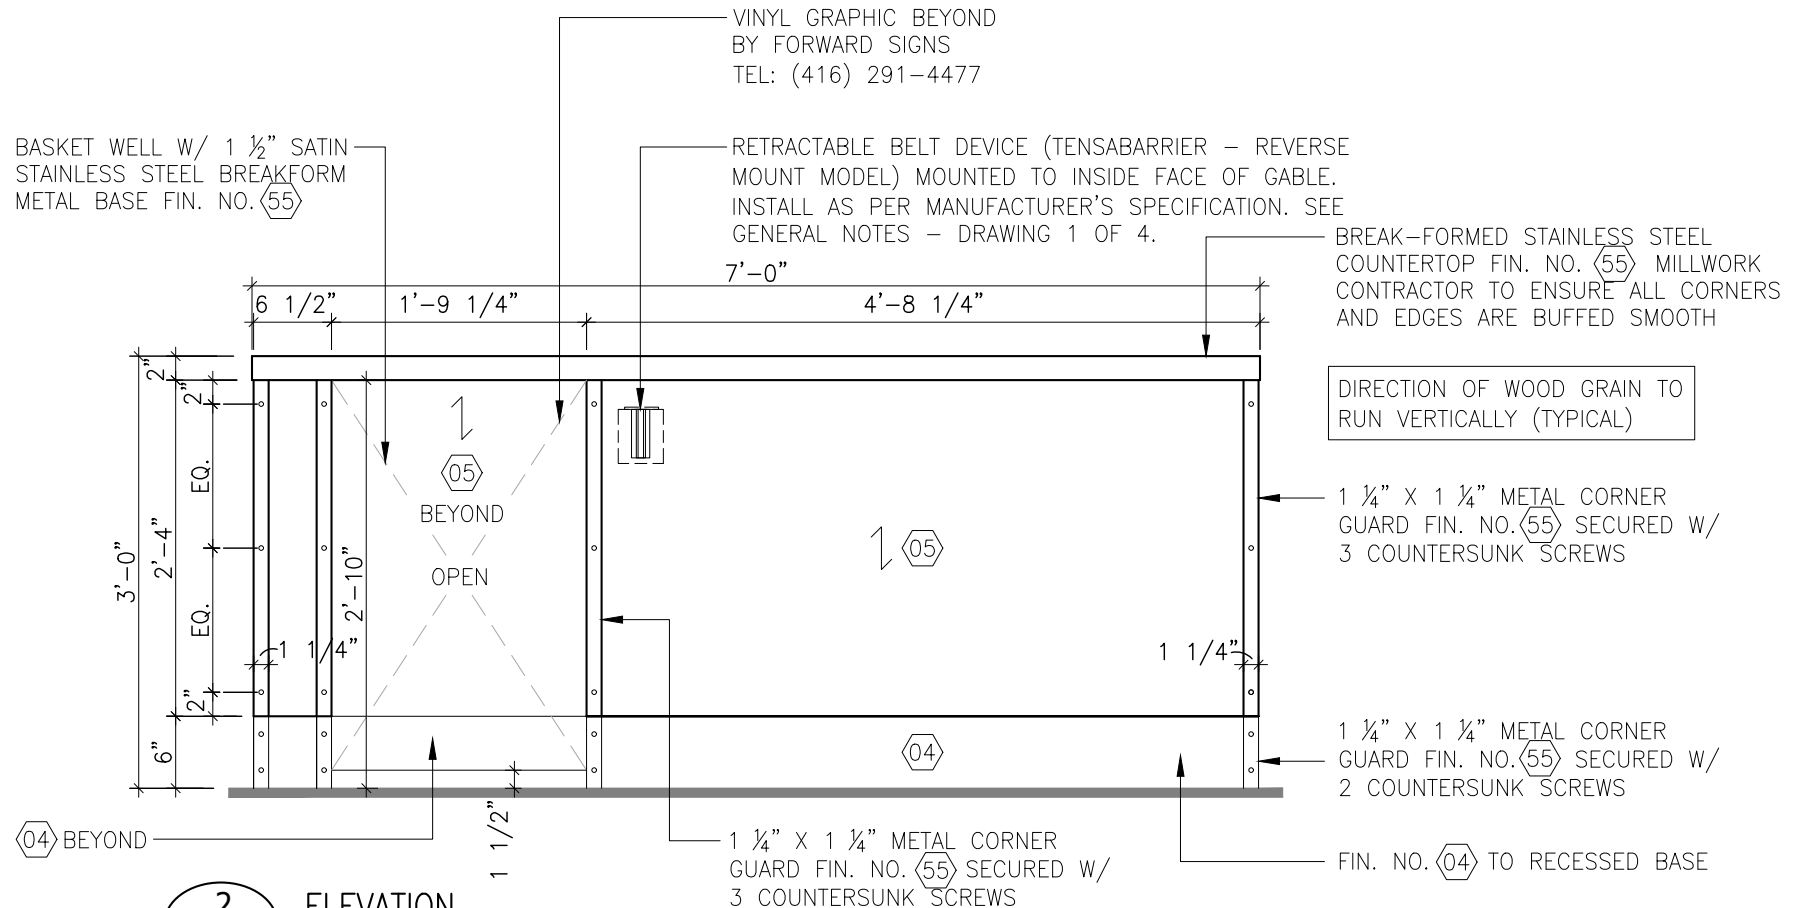 VINYL GRAPHIC BEYOND
BY FORWARD SIGNS
TEL: (416) 291-4477
BASKET WELL W/ 1 ½" SATIN
STAINLESS STEEL BREAKFORM
METAL BASE FIN. NO. 55
RETRACTABLE BELT DEVICE (TENSABARRIER - REVERSE
MOUNT MODEL) MOUNTED TO INSIDE FACE OF GABLE.
INSTALL AS PER MANUFACTURER'S SPECIFICATION. SEE
GENERAL NOTES - DRAWING 1 OF 4.
BREAK-FORMED STAINLESS STEEL
COUNTERTOP FIN. NO. 55 MILLWORK
CONTRACTOR TO ENSURE ALL CORNERS
AND EDGES ARE BUFFED SMOOTH
7'-0"
6 1/2"
1'-9 1/4"
4'-8 1/4"
DIRECTION OF WOOD GRAIN TO
RUN VERTICALLY (TYPICAL)
2"
2"
EQ.
EQ.
2"
3'-0"
2'-4"
6"
2'-10"
05
BEYOND
OPEN
05
1 1/4"
1 1/4"
04
1 1/2"
1 ¼" X 1 ¼" METAL CORNER
GUARD FIN. NO. 55 SECURED W/
3 COUNTERSUNK SCREWS
1 ¼" X 1 ¼" METAL CORNER
GUARD FIN. NO. 55 SECURED W/
2 COUNTERSUNK SCREWS
04 BEYOND
1 ¼" X 1 ¼" METAL CORNER
GUARD FIN. NO. 55 SECURED W/
3 COUNTERSUNK SCREWS
FIN. NO. 04 TO RECESSED BASE
2
ELEVATION